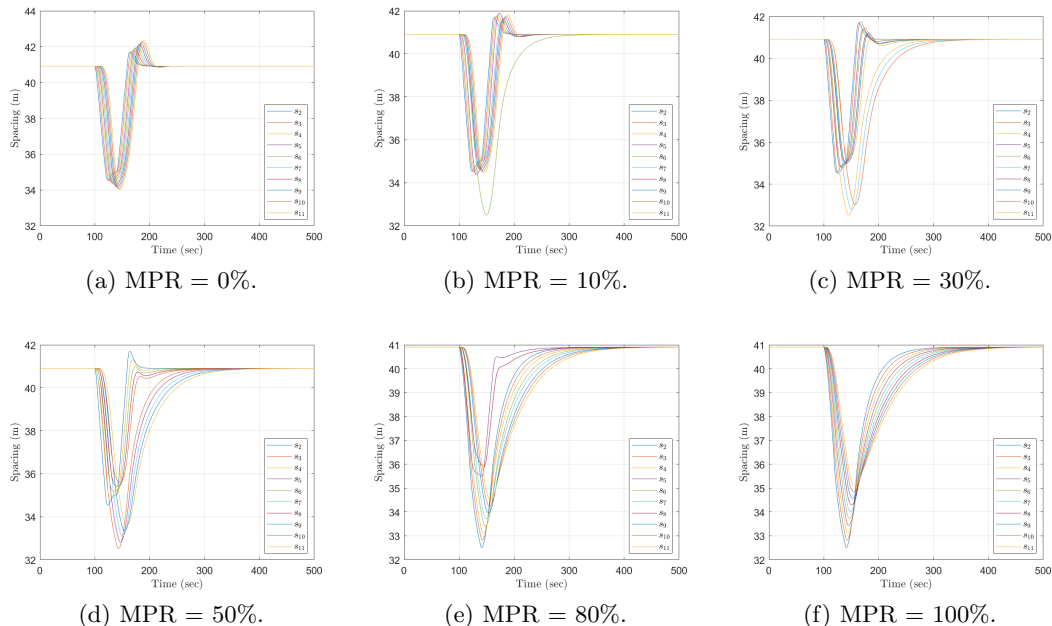 44
42
40
38
36
34
32
Spacing (m)
0 100 200 300 400 500
Time (sec)
s2
s3
s4
s5
s6
s7
s8
s9
s10
s11
(a) MPR = 0%.
42
40
38
36
34
32
Spacing (m)
0 100 200 300 400 500
Time (sec)
s2
s3
s4
s5
s6
s7
s8
s9
s10
s11
(b) MPR = 10%.
42
40
38
36
34
32
Spacing (m)
0 100 200 300 400 500
Time (sec)
s2
s3
s4
s5
s6
s7
s8
s9
s10
s11
(c) MPR = 30%.
42
40
38
36
34
32
Spacing (m)
0 100 200 300 400 500
Time (sec)
s2
s3
s4
s5
s6
s7
s8
s9
s10
s11
(d) MPR = 50%.
41
40
39
38
37
36
35
34
33
32
Spacing (m)
0 100 200 300 400 500
Time (sec)
s2
s3
s4
s5
s6
s7
s8
s9
s10
s11
(e) MPR = 80%.
41
40
39
38
37
36
35
34
33
32
Spacing (m)
0 100 200 300 400 500
Time (sec)
s2
s3
s4
s5
s6
s7
s8
s9
s10
s11
(f) MPR = 100%.